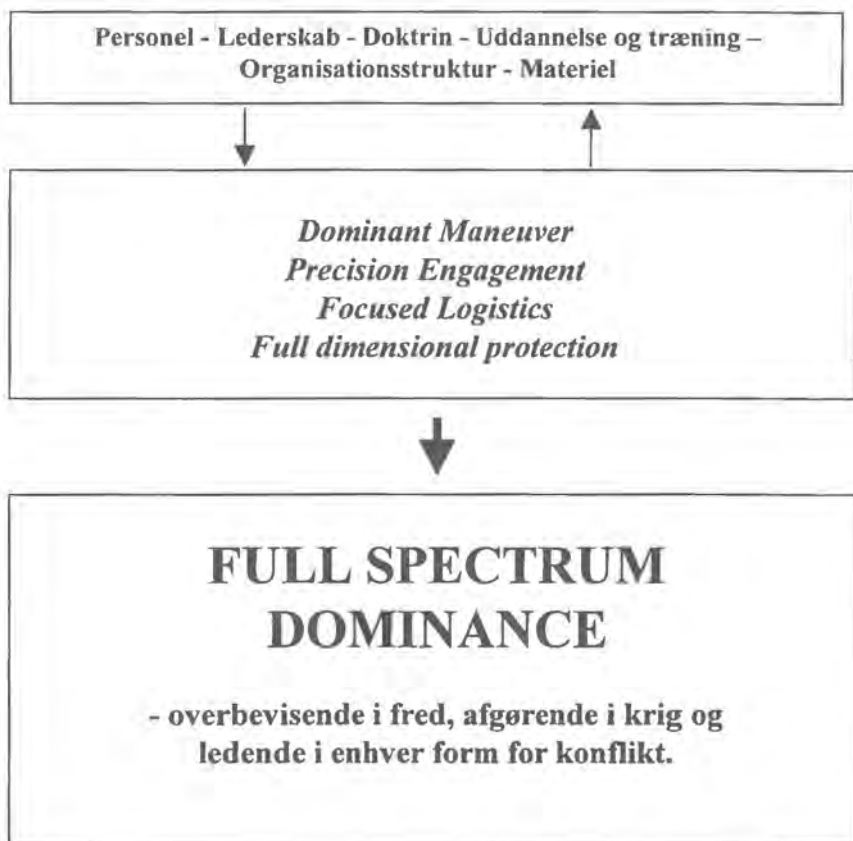 Personel - Lederskab - Doktrin - Uddannelse og træning –
Organisationsstruktur - Materiel
Dominant Maneuver
Precision Engagement
Focused Logistics
Full dimensional protection
FULL SPECTRUM
DOMINANCE
- overbevisende i fred, afgørende i krig og
ledende i enhver form for konflikt.